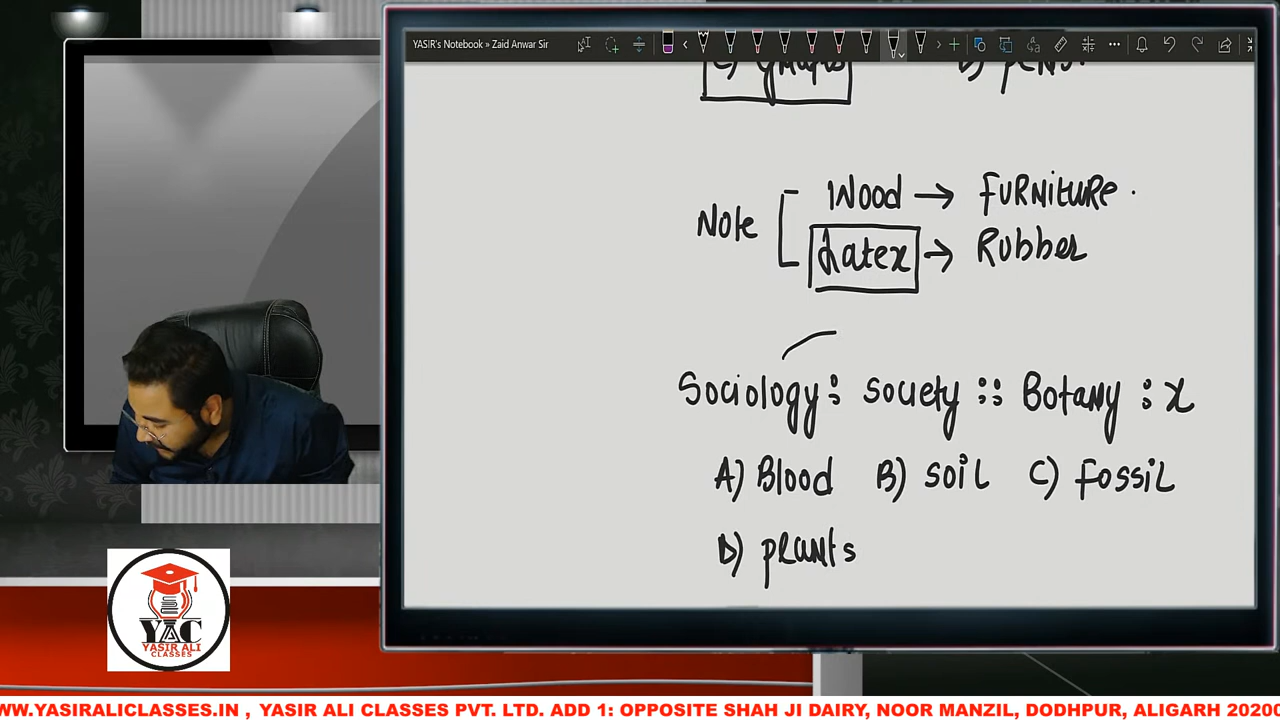 YASIR's Notebook » Zaid Anwar Sir
Note
Wood → FURNiTURe
Latex → Rubber
Sociology : Society :: Botany : x
A) Blood B) Soil C) Fossil
D) plants
YAC
YASIR ALI
CLASSES
WW.YASIRALICLASSES.IN , YASIR ALI CLASSES PVT. LTD. ADD 1: OPPOSITE SHAH JI DAIRY, NOOR MANZIL, DODHPUR, ALIGARH 20200